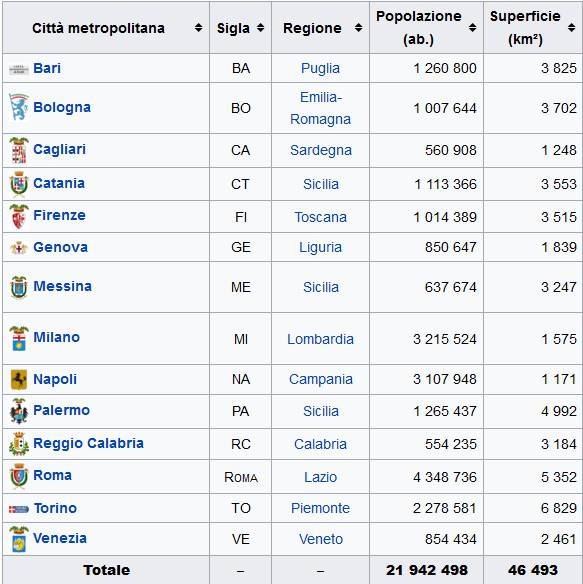 Città metropolitana Sigla Regione Popolazione (ab.) Superficie (km²)
Bari BA Puglia 1 260 800 3 825
Bologna BO Emilia-Romagna 1 007 644 3 702
Cagliari CA Sardegna 560 908 1 248
Catania CT Sicilia 1 113 366 3 553
Firenze FI Toscana 1 014 389 3 515
Genova GE Liguria 850 647 1 839
Messina ME Sicilia 637 674 3 247
Milano MI Lombardia 3 215 524 1 575
Napoli NA Campania 3 107 948 1 171
Palermo PA Sicilia 1 265 437 4 992
Reggio Calabria RC Calabria 554 235 3 184
Roma ROMA Lazio 4 348 736 5 352
Torino TO Piemonte 2 278 581 6 829
Venezia VE Veneto 854 434 2 461
Totale – – 21 942 498 46 493